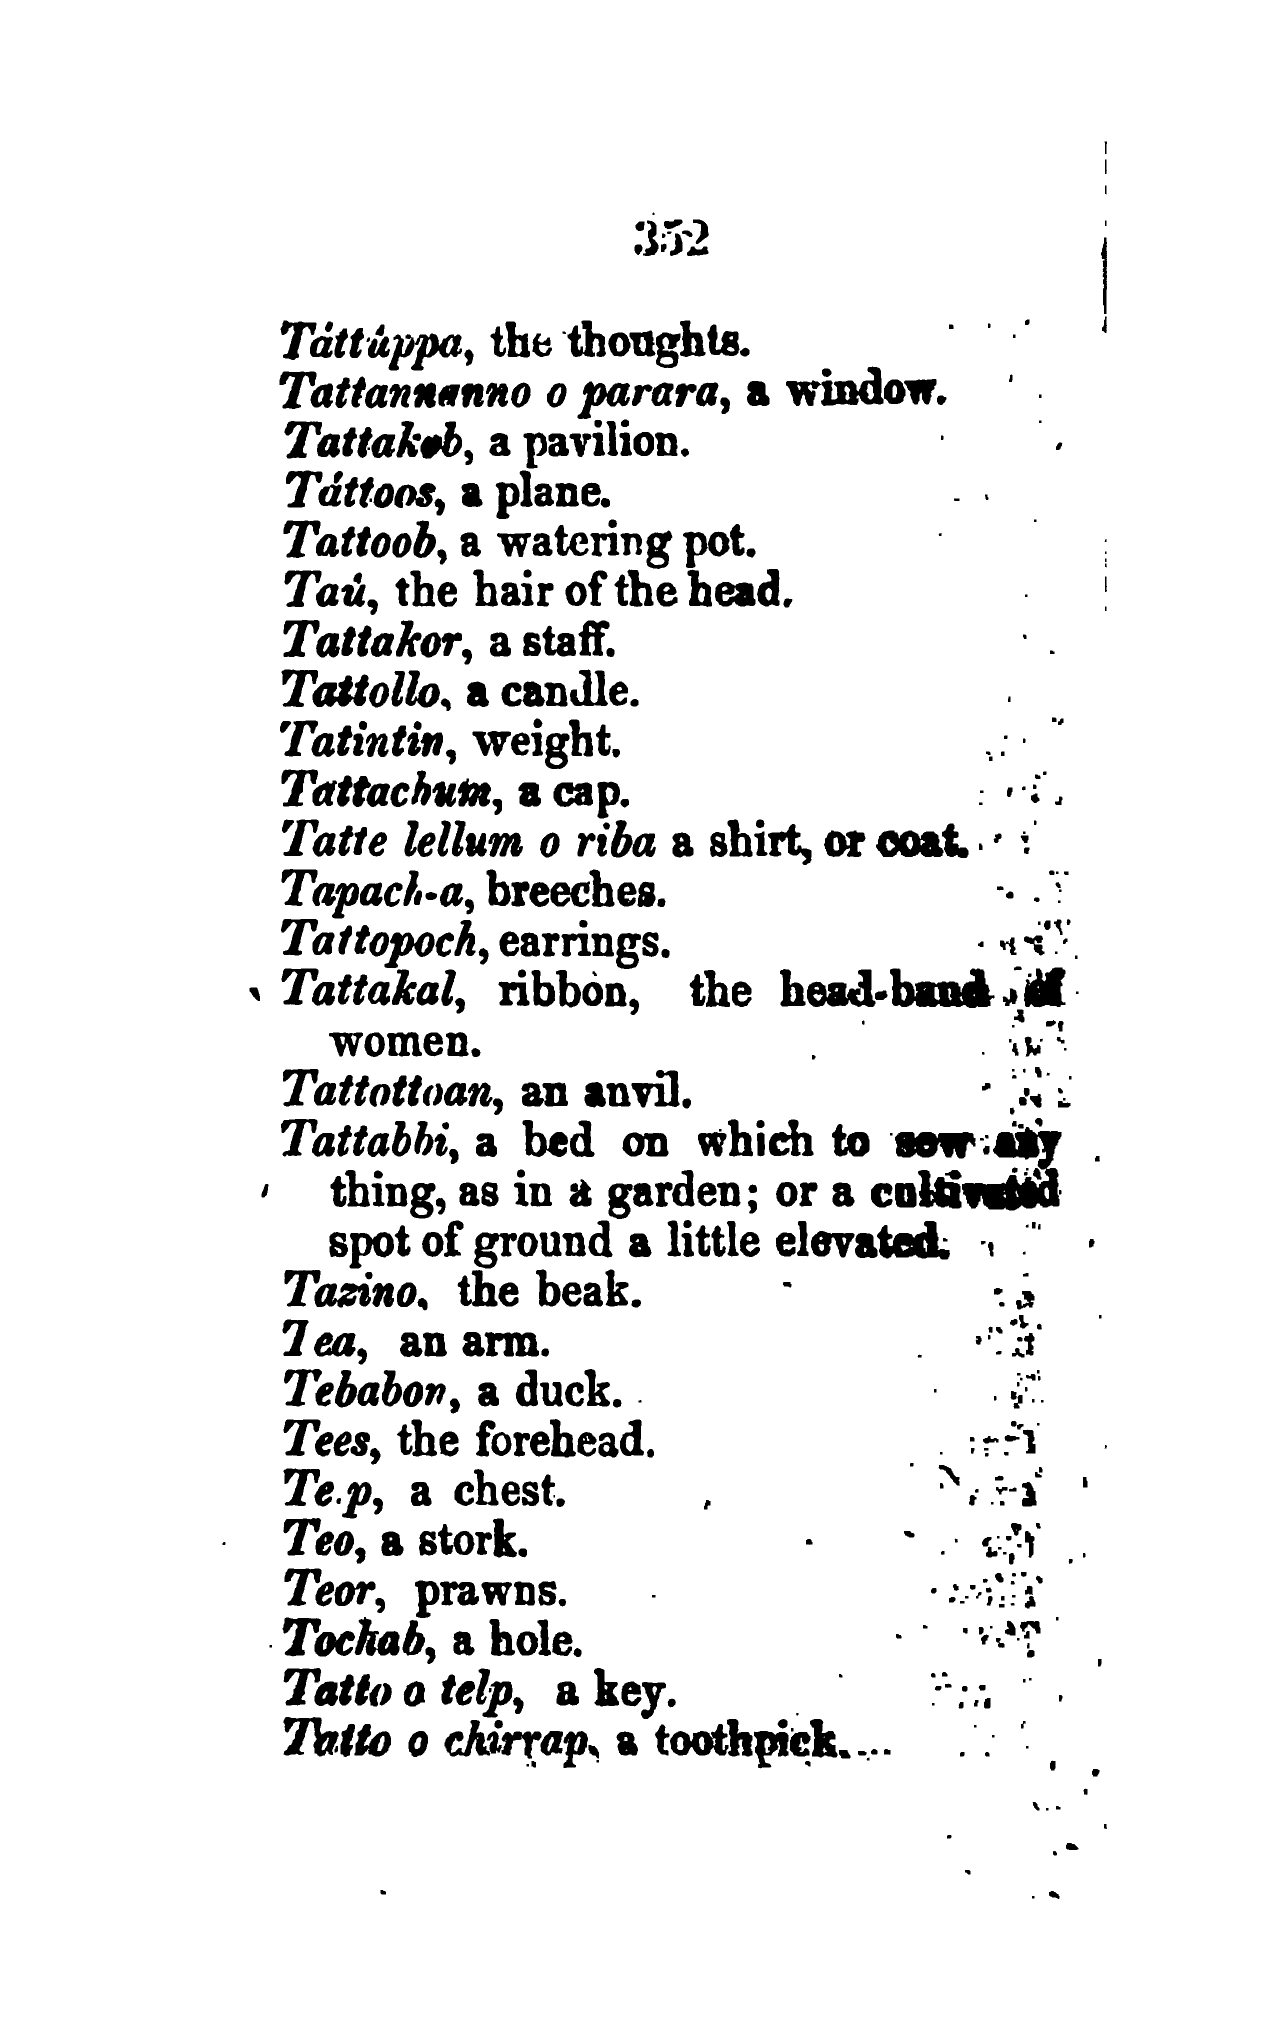 352
Táttúppa, the thoughts.
Tattannanno o parara, a window.
Tattakob, a pavilion.
Táttoos, a plane.
Tattoob, a watering pot.
Taú, the hair of the head.
Tattakor, a staff.
Tattollo, a candle.
Tatintin, weight.
Tattachum, a cap.
Tatte lellum o riba a shirt, or coat.
Tapach-a, breeches.
Tattopoch, earrings.
Tattakal, ribbon, the head-band of
women.
Tattottoan, an anvil.
Tattabbi, a bed on which to sow any
thing, as in a garden; or a cultivated
spot of ground a little elevated.
Tazino, the beak.
Tea, an arm.
Tebabon, a duck.
Tees, the forehead.
Te.p, a chest.
Teo, a stork.
Teor, prawns.
Tochab, a hole.
Tatto o telp, a key.
Tatto o chirrap, a toothpick.